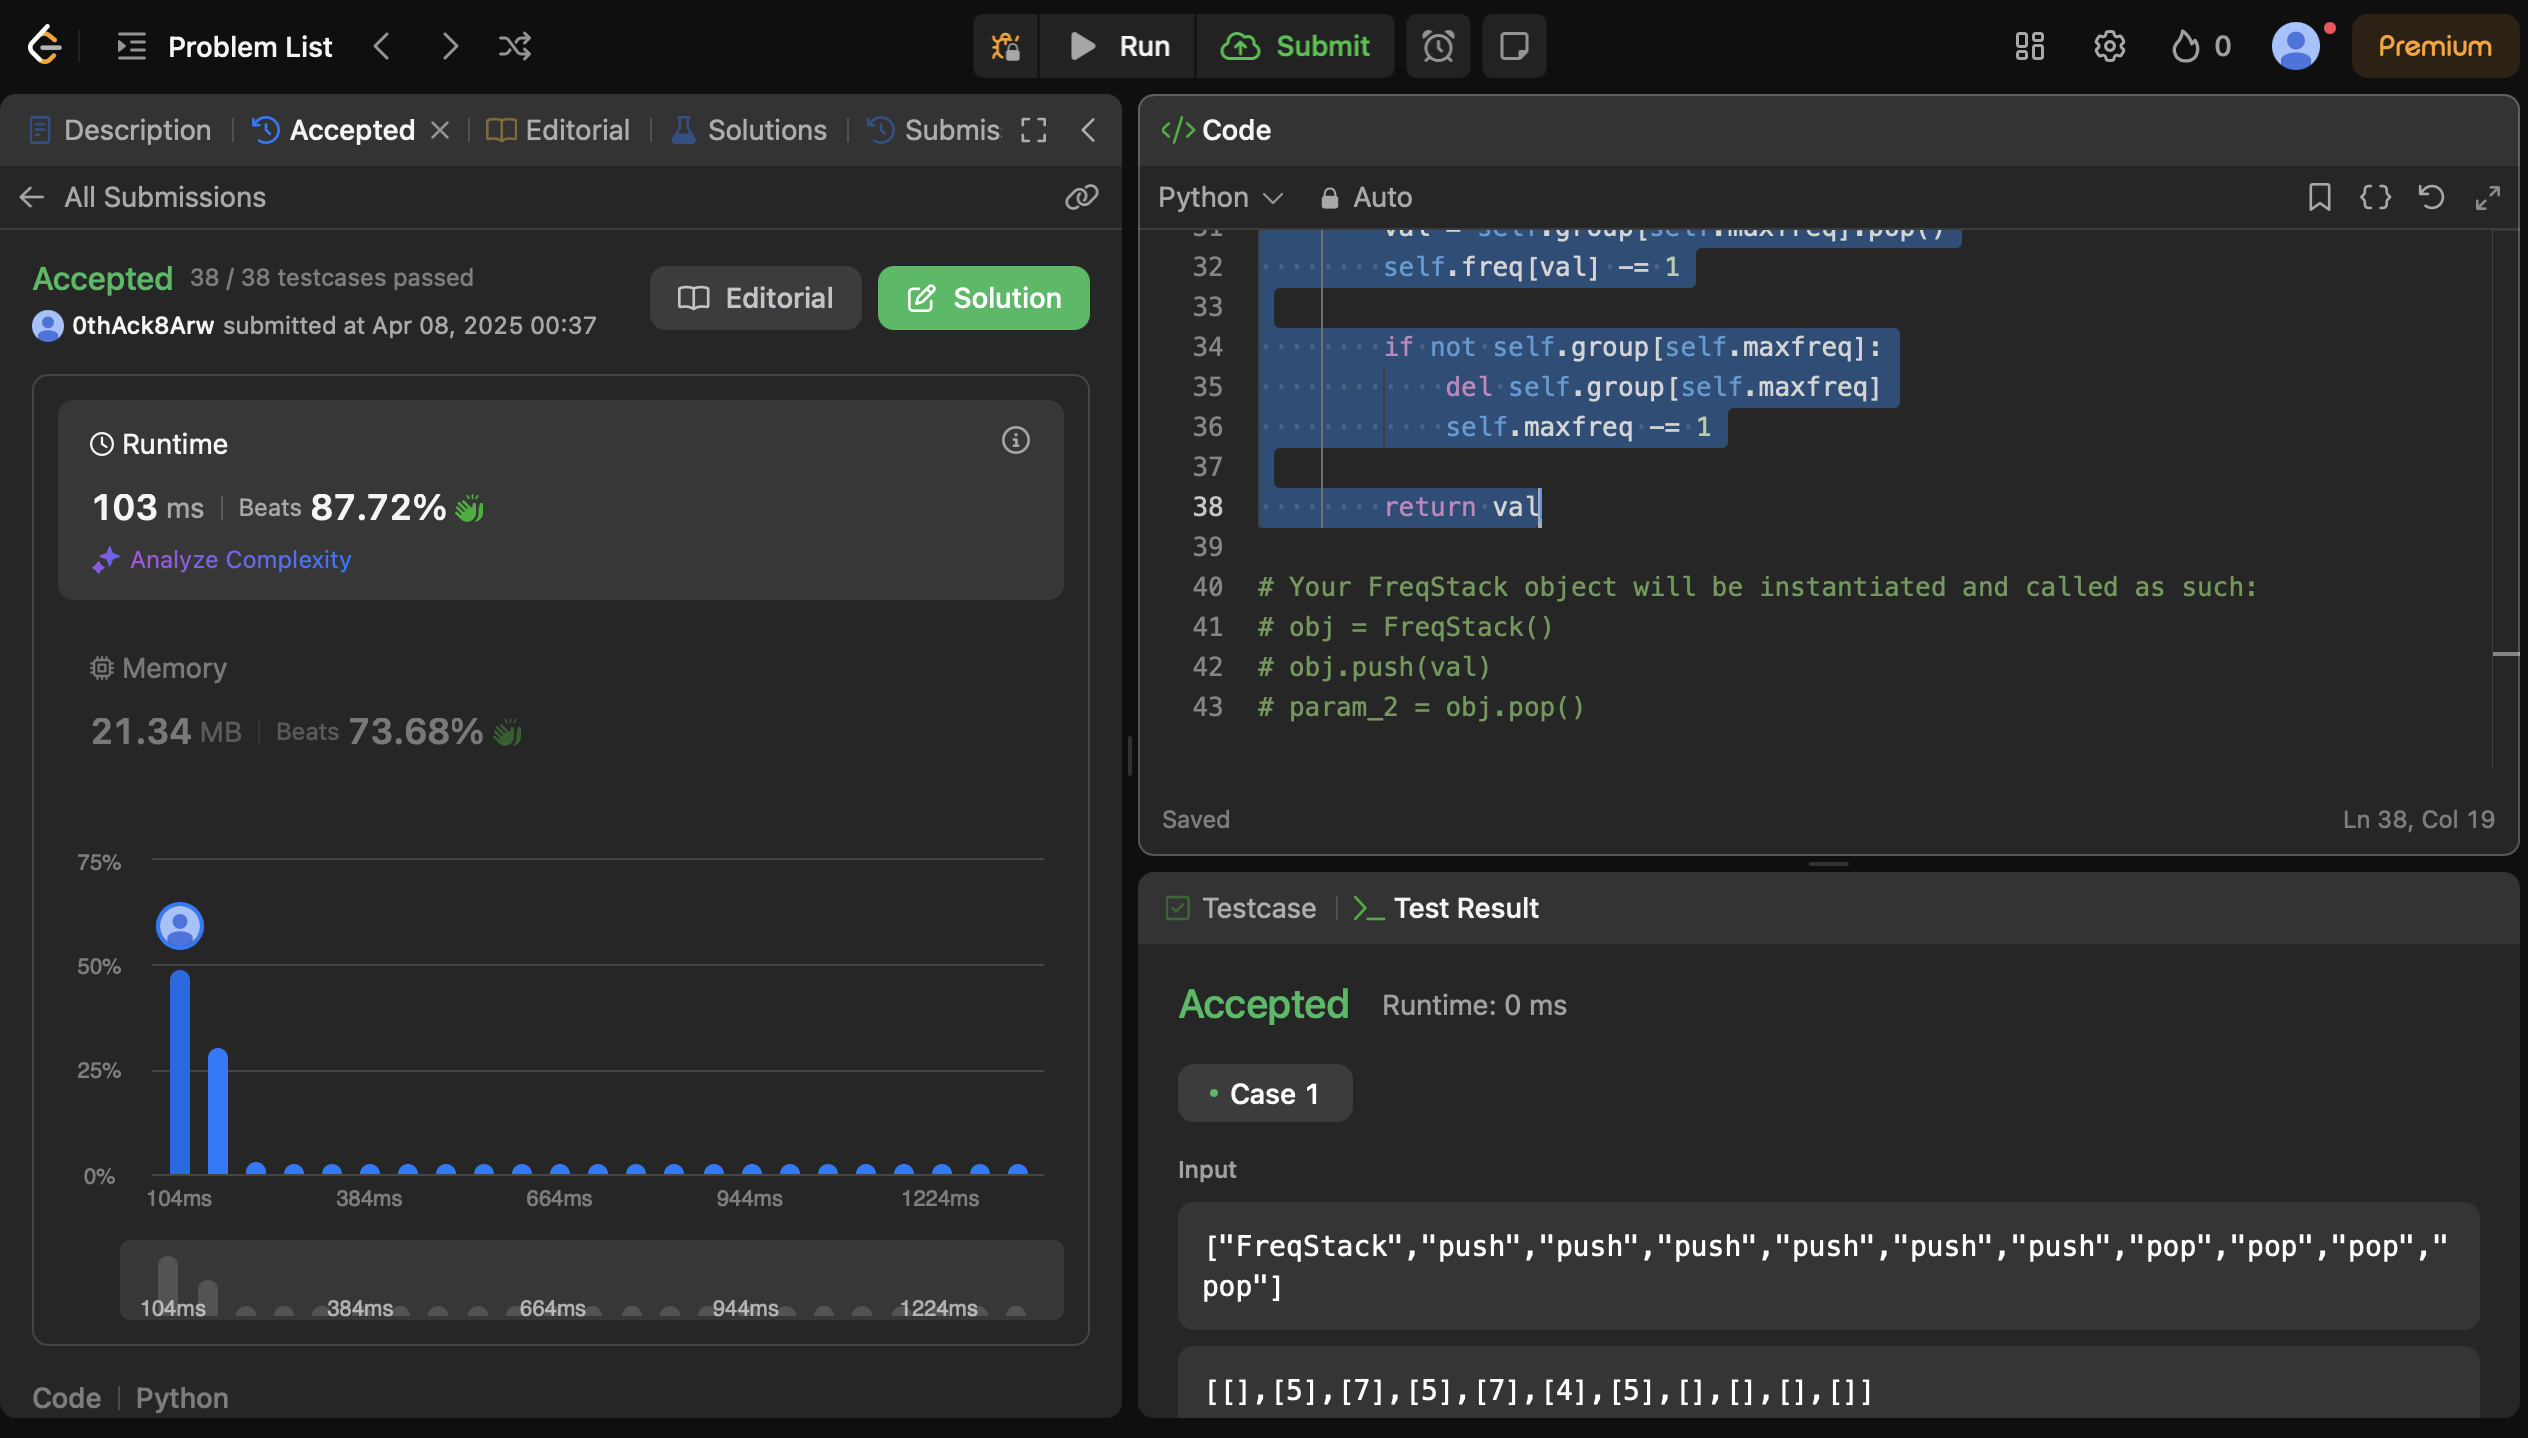 Problem List
Run
Submit
0
Premium
Description
Accepted
Editorial
Solutions
Submis
All Submissions
Accepted 38 / 38 testcases passed
0thAck8Arw submitted at Apr 08, 2025 00:37
Editorial
Solution
Runtime
103 ms Beats 87.72%
Analyze Complexity
Memory
21.34 MB Beats 73.68%
75%
50%
25%
0%
104ms 384ms 664ms 944ms 1224ms
104ms 384ms 664ms 944ms 1224ms
Code Python
</> Code
Python Auto
31 val = self.group[self.maxfreq].pop()
32 self.freq[val] -= 1
33
34 if not self.group[self.maxfreq]:
35 del self.group[self.maxfreq]
36 self.maxfreq -= 1
37
38 return val
39
40 # Your FreqStack object will be instantiated and called as such:
41 # obj = FreqStack()
42 # obj.push(val)
43 # param_2 = obj.pop()
Saved Ln 38, Col 19
Testcase
Test Result
Accepted Runtime: 0 ms
Case 1
Input
["FreqStack","push","push","push","push","push","push","pop","pop","pop","
pop"]
[[],[5],[7],[5],[7],[4],[5],[],[],[],[]]